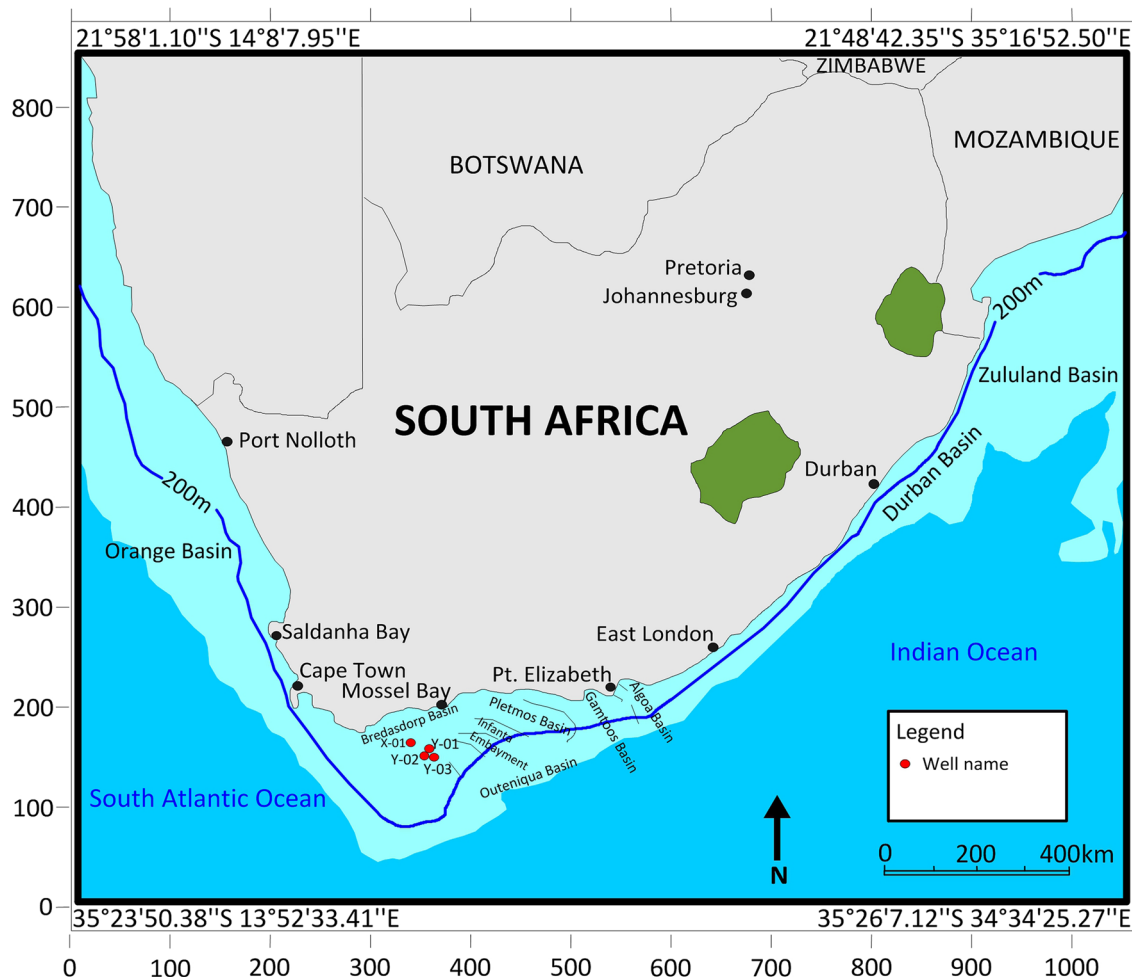 21°58'1.10''S 14°8'7.95''E
21°48'42.35''S 35°16'52.50''E
ZIMBABWE
800
MOZAMBIQUE
BOTSWANA
700
Pretoria
Johannesburg
600
200m
Zululand Basin
500
SOUTH AFRICA
Port Nolloth
Durban
Durban Basin
200m
400
Orange Basin
300
Saldanha Bay
East London
Indian Ocean
Cape Town
Pt. Elizabeth
Mossel Bay
200
Algoa Basin
Gamtoos Basin
Pletmos Basin
Bredasdorp Basin
Infanta
Embayment
X-01
Y-01
Y-02
Y-03
Outeniqua Basin
Legend
Well name
South Atlantic Ocean
100
N
0 200 400km
0
35°23'50.38''S 13°52'33.41''E
35°26'7.12''S 34°34'25.27''E
0 100 200 300 400 500 600 700 800 900 1000